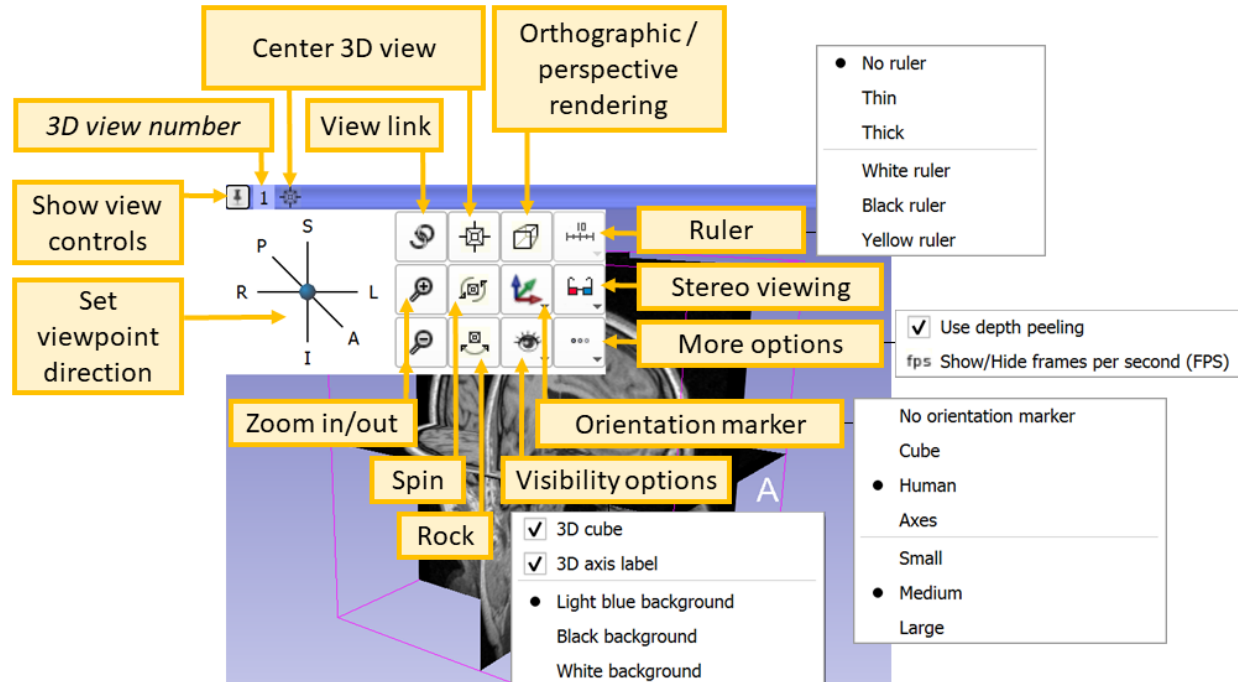 Center 3D view
Orthographic /
perspective
rendering
3D view number
View link
Show view
controls
Set
viewpoint
direction
1
S
P
R
L
A
I
10
Ruler
Stereo viewing
More options
Zoom in/out
Orientation marker
Spin
Visibility options
Rock
A
No ruler
Thin
Thick
White ruler
Black ruler
Yellow ruler
Use depth peeling
fps Show/Hide frames per second (FPS)
No orientation marker
Cube
Human
Axes
Small
Medium
Large
3D cube
3D axis label
Light blue background
Black background
White background